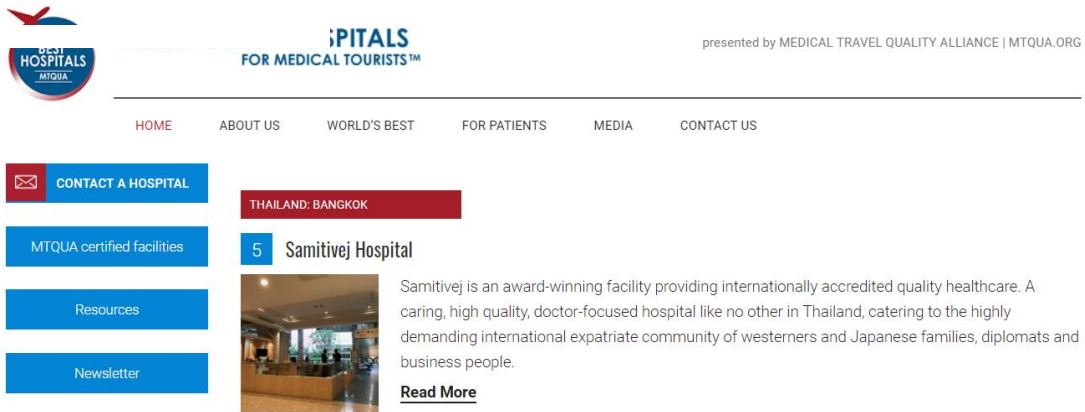 HOSPITALS
MTQUA
FOR MEDICAL TOURISTS™
presented by MEDICAL TRAVEL QUALITY ALLIANCE | MTQUA.ORG
HOME ABOUT US WORLD'S BEST FOR PATIENTS MEDIA CONTACT US
CONTACT A HOSPITAL
MTQUA certified facilities
Resources
Newsletter
THAILAND: BANGKOK
5 Samitivej Hospital
Samitivej is an award-winning facility providing internationally accredited quality healthcare. A
caring, high quality, doctor-focused hospital like no other in Thailand, catering to the highly
demanding international expatriate community of westerners and Japanese families, diplomats and
business people.
Read More